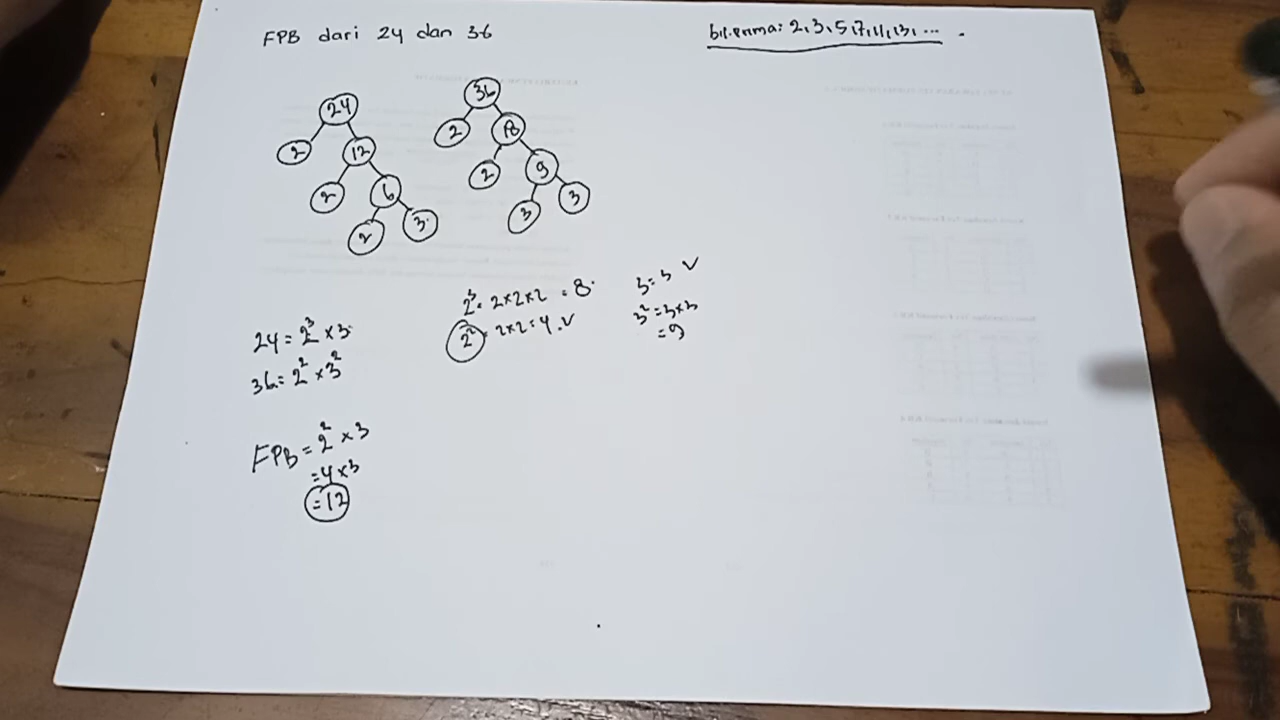 FPB dari 24 dan 36
bil.prima: 2, 3, 5, 7, 11, 13, ...
24
2
12
2
6
2
3
36
2
18
2
9
3
3
2³ = 2×2×2 = 8
2² = 2×2 = 4 ✓
3 = 3 ✓
3² = 3×3
= 9
24 = 2³ × 3
36 = 2² × 3²
FPB = 2² × 3
= 4 × 3
= 12